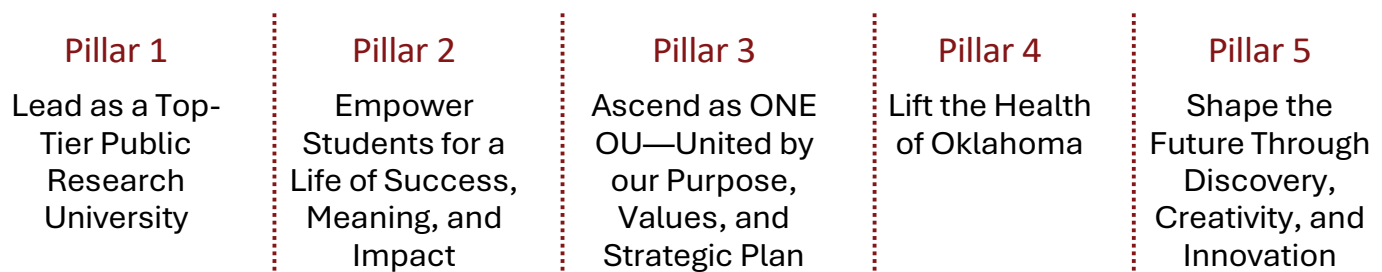 Pillar 1
Lead as a Top-
Tier Public
Research
University
Pillar 2
Empower
Students for a
Life of Success,
Meaning, and
Impact
Pillar 3
Ascend as ONE
OU—United by
our Purpose,
Values, and
Strategic Plan
Pillar 4
Lift the Health
of Oklahoma
Pillar 5
Shape the
Future Through
Discovery,
Creativity, and
Innovation